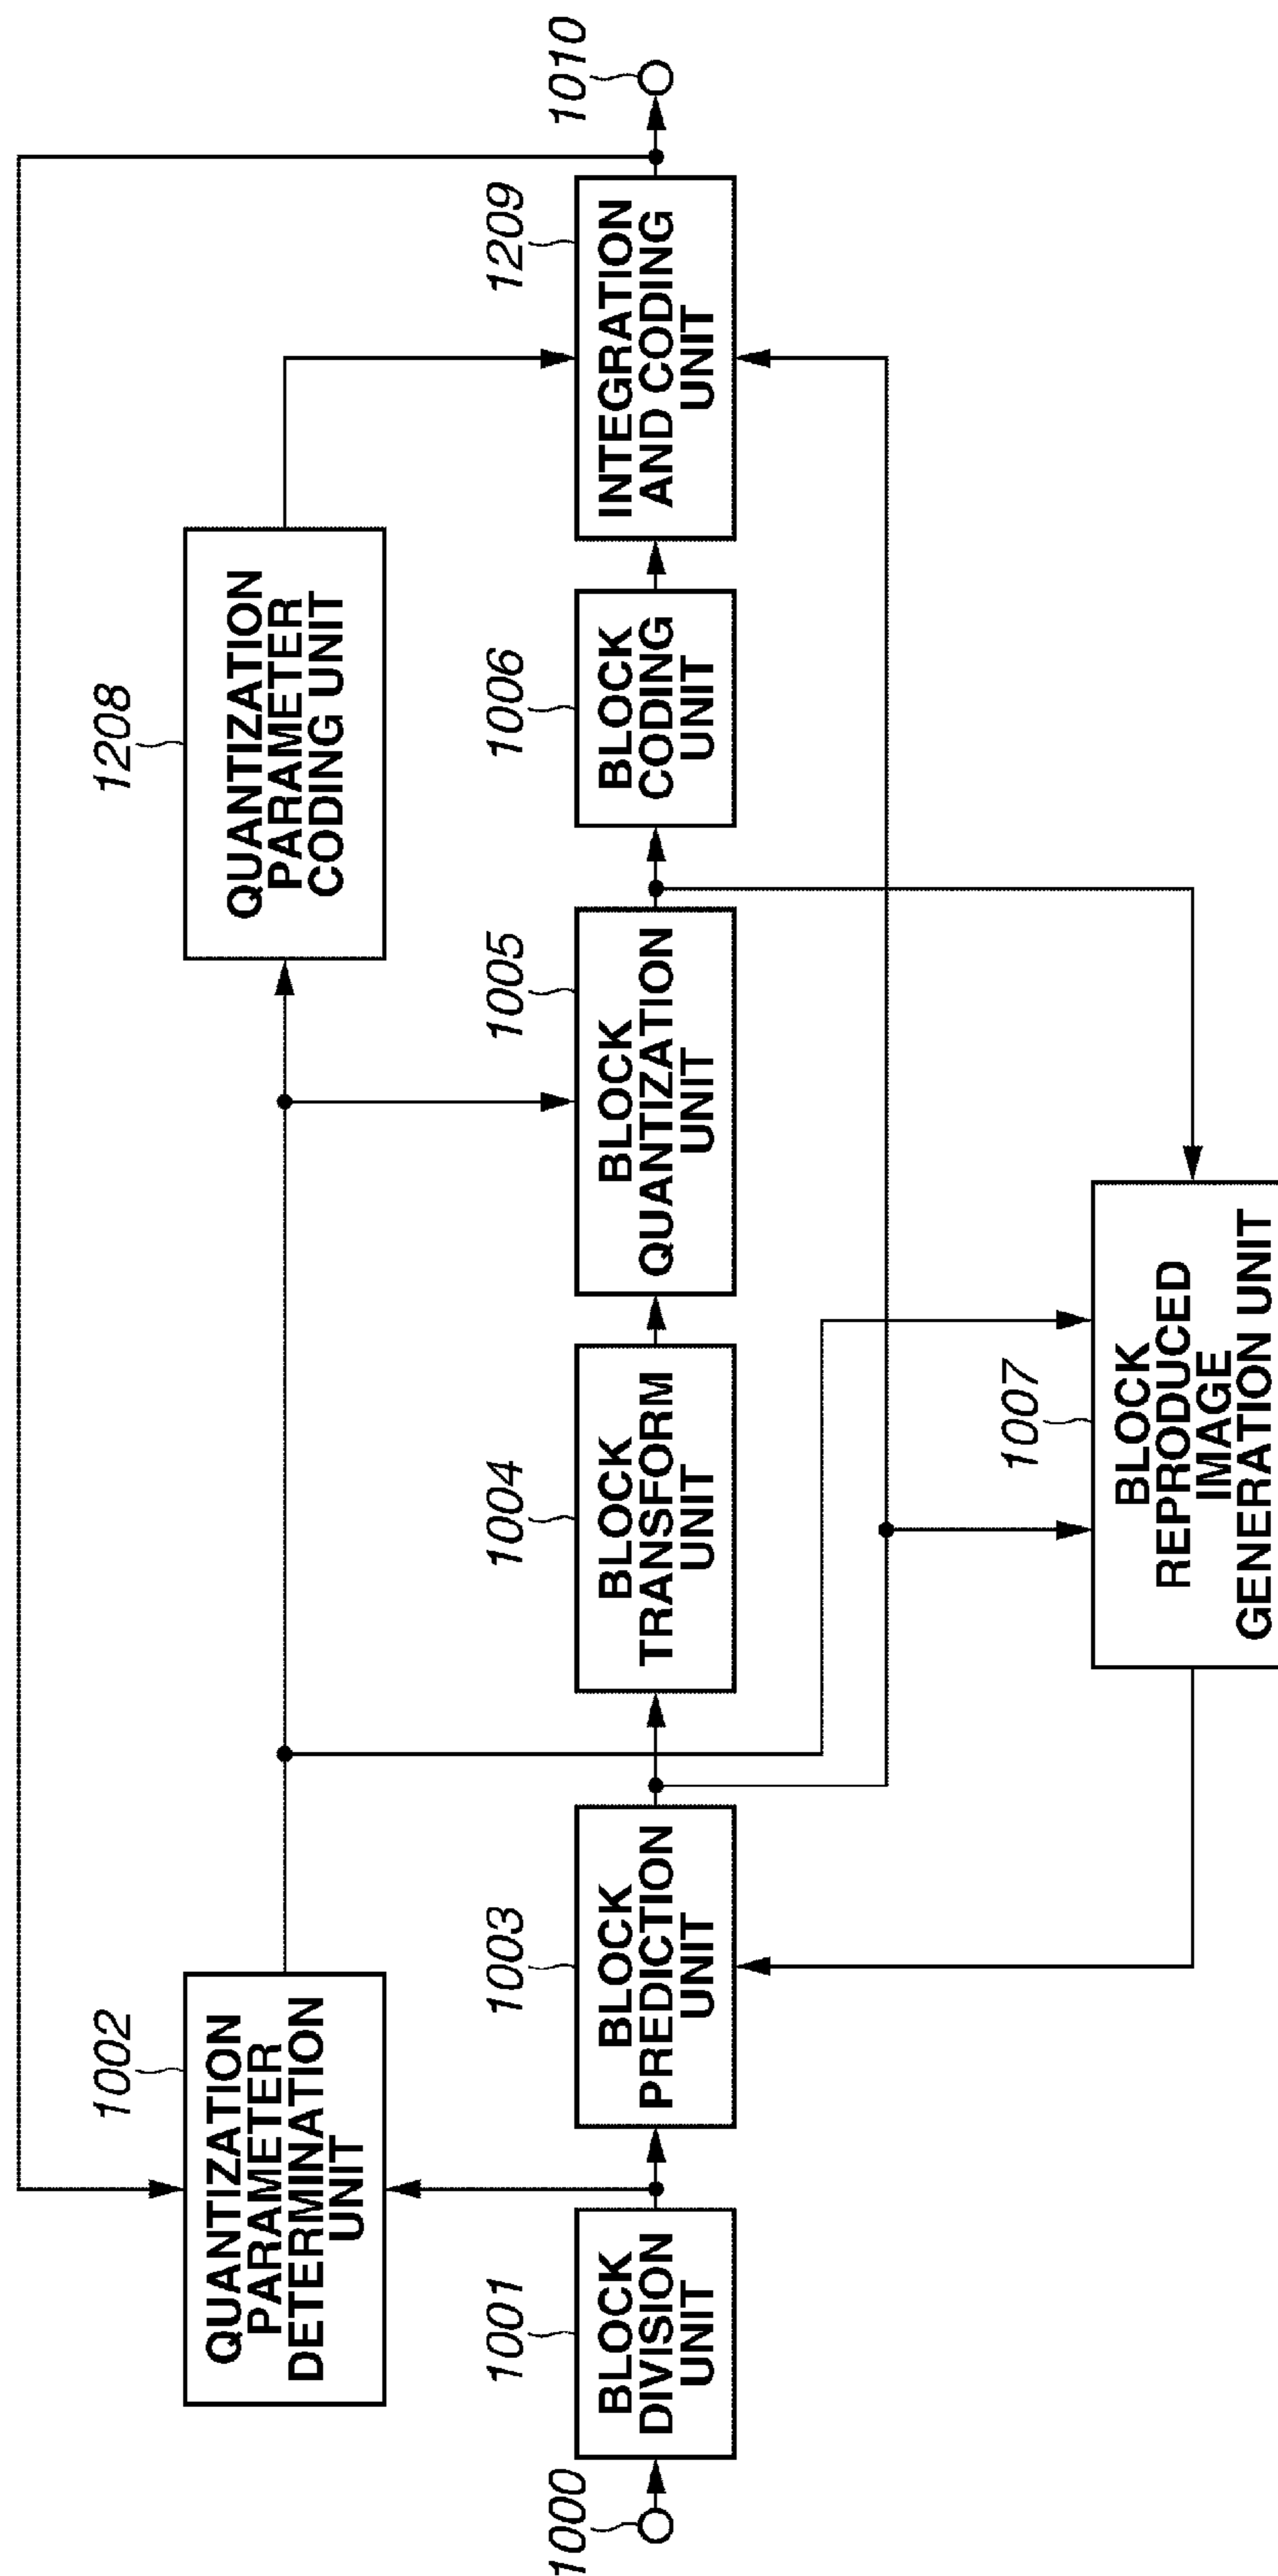 1002
QUANTIZATION
PARAMETER
DETERMINATION
UNIT
1208
QUANTIZATION
PARAMETER
CODING UNIT
1000
1001
BLOCK
DIVISION
UNIT
1003
BLOCK
PREDICTION
UNIT
1004
BLOCK
TRANSFORM
UNIT
1005
BLOCK
QUANTIZATION
UNIT
1006
BLOCK
CODING
UNIT
1209
INTEGRATION
AND CODING
UNIT
1010
1007
BLOCK
REPRODUCED
IMAGE
GENERATION UNIT